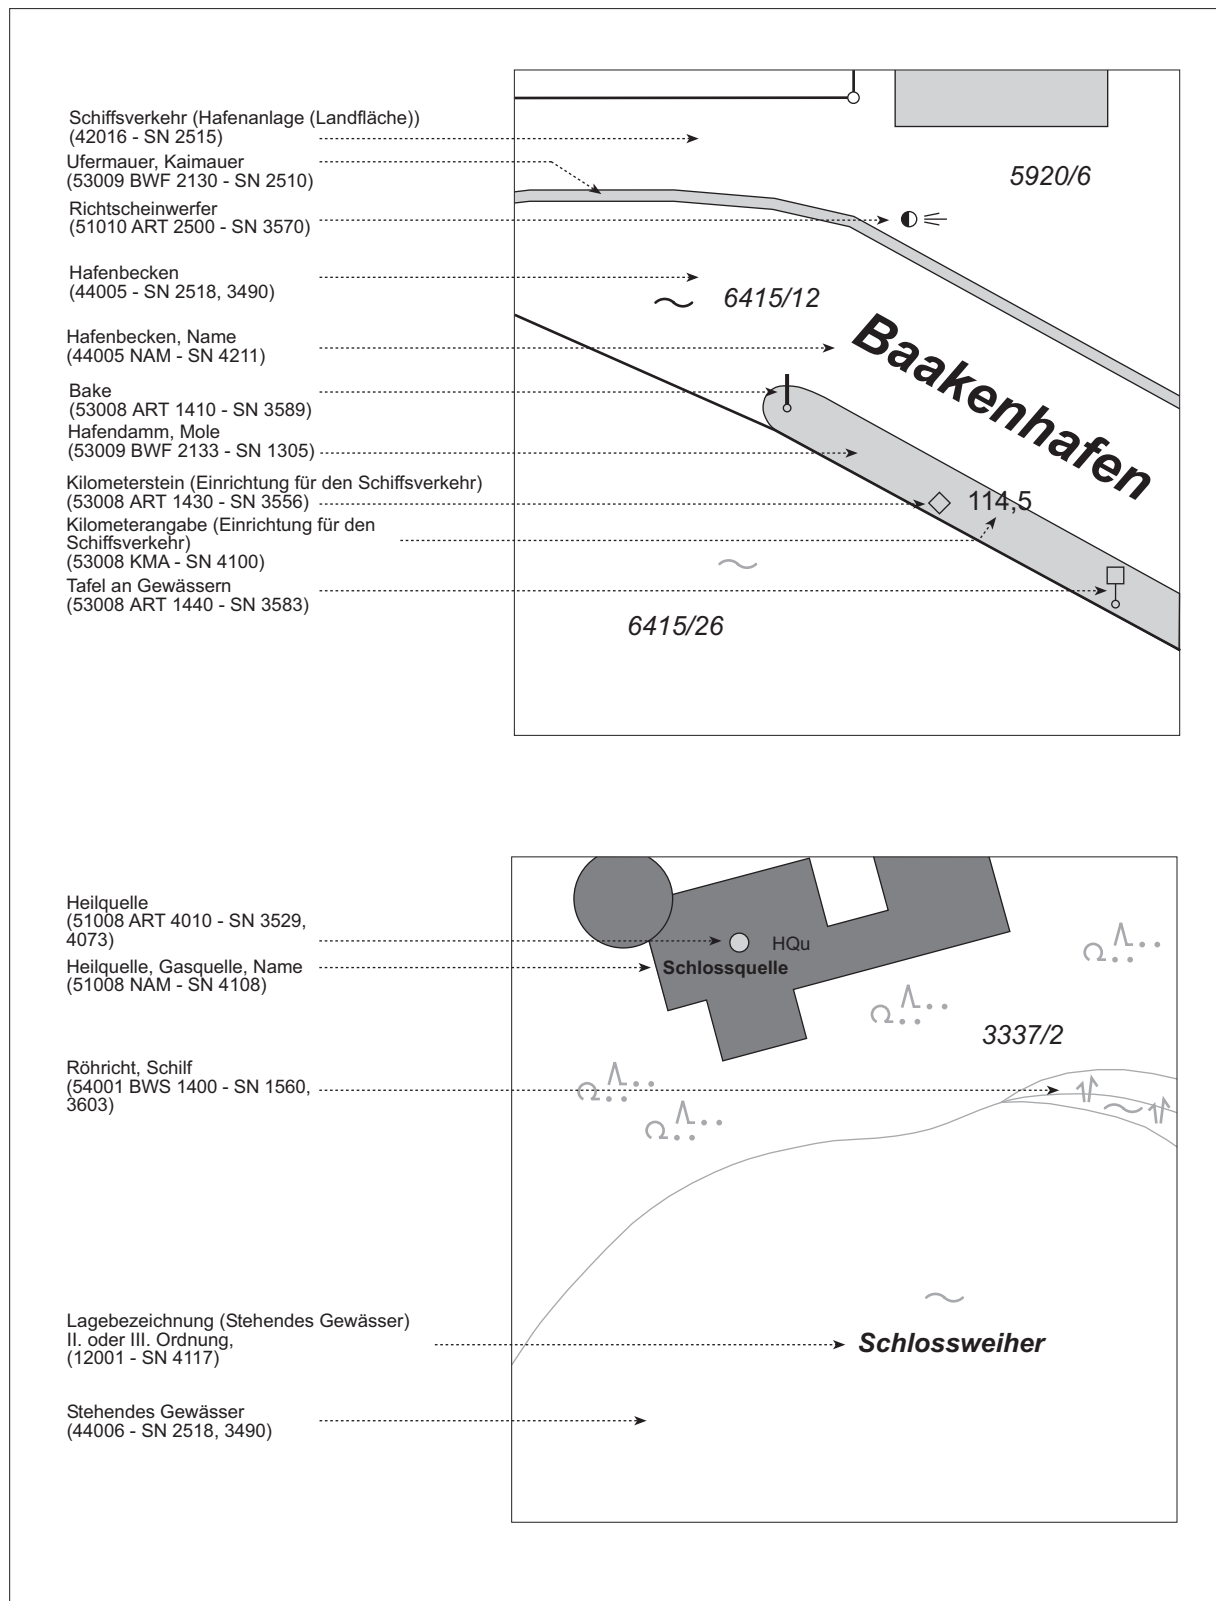 Schiffsverkehr (Hafenanlage (Landfläche))
(42016 - SN 2515)
Ufermauer, Kaimauer
(53009 BWF 2130 - SN 2510)
Richtscheinwerfer
(51010 ART 2500 - SN 3570)
Hafenbecken
(44005 - SN 2518, 3490)
Hafenbecken, Name
(44005 NAM - SN 4211)
Bake
(53008 ART 1410 - SN 3589)
Hafendamm, Mole
(53009 BWF 2133 - SN 1305)
Kilometerstein (Einrichtung für den Schiffsverkehr)
(53008 ART 1430 - SN 3556)
Kilometerangabe (Einrichtung für den
Schiffsverkehr)
(53008 KMA - SN 4100)
Tafel an Gewässern
(53008 ART 1440 - SN 3583)
5920/6
6415/12
Baakenhafen
114,5
6415/26
Heilquelle
(51008 ART 4010 - SN 3529,
4073)
Heilquelle, Gasquelle, Name
(51008 NAM - SN 4108)
Röhricht, Schilf
(54001 BWS 1400 - SN 1560,
3603)
Lagebezeichnung (Stehendes Gewässer)
II. oder III. Ordnung,
(12001 - SN 4117)
Stehendes Gewässer
(44006 - SN 2518, 3490)
HQu
Schlossquelle
3337/2
Schlossweiher